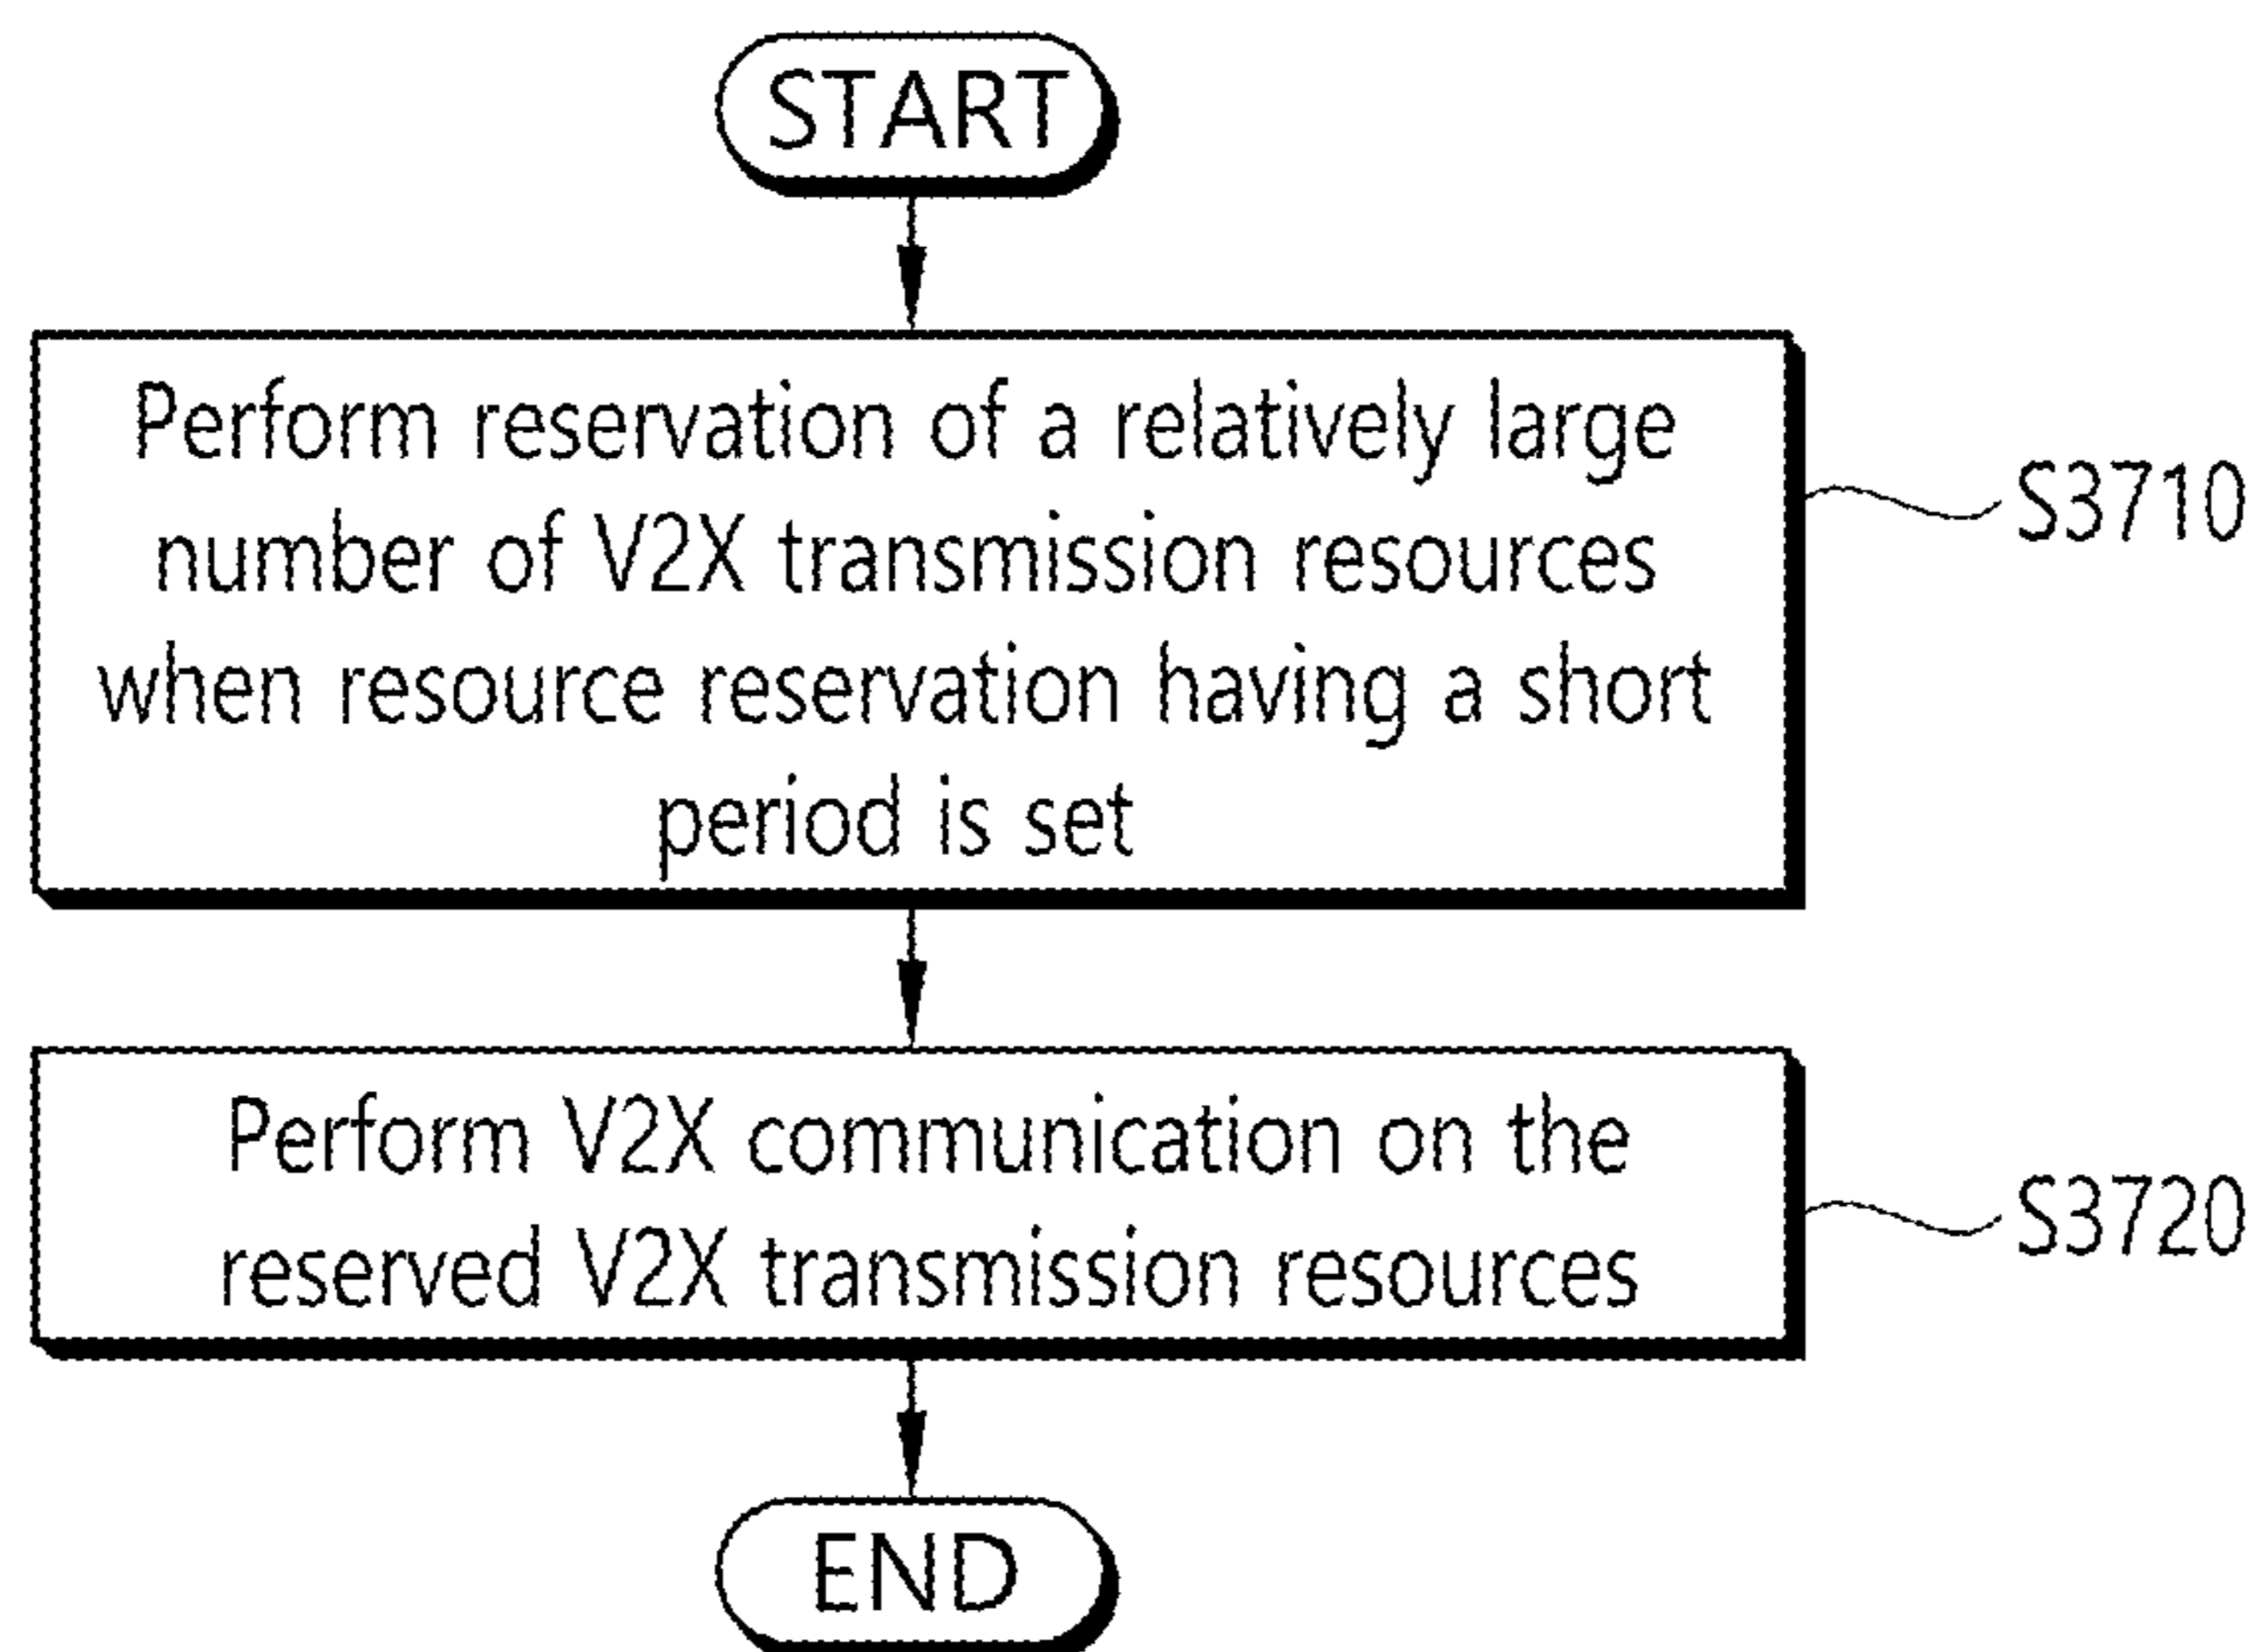 START
Perform reservation of a relatively large
number of V2X transmission resources
when resource reservation having a short
period is set
S3710
Perform V2X communication on the
reserved V2X transmission resources
S3720
END